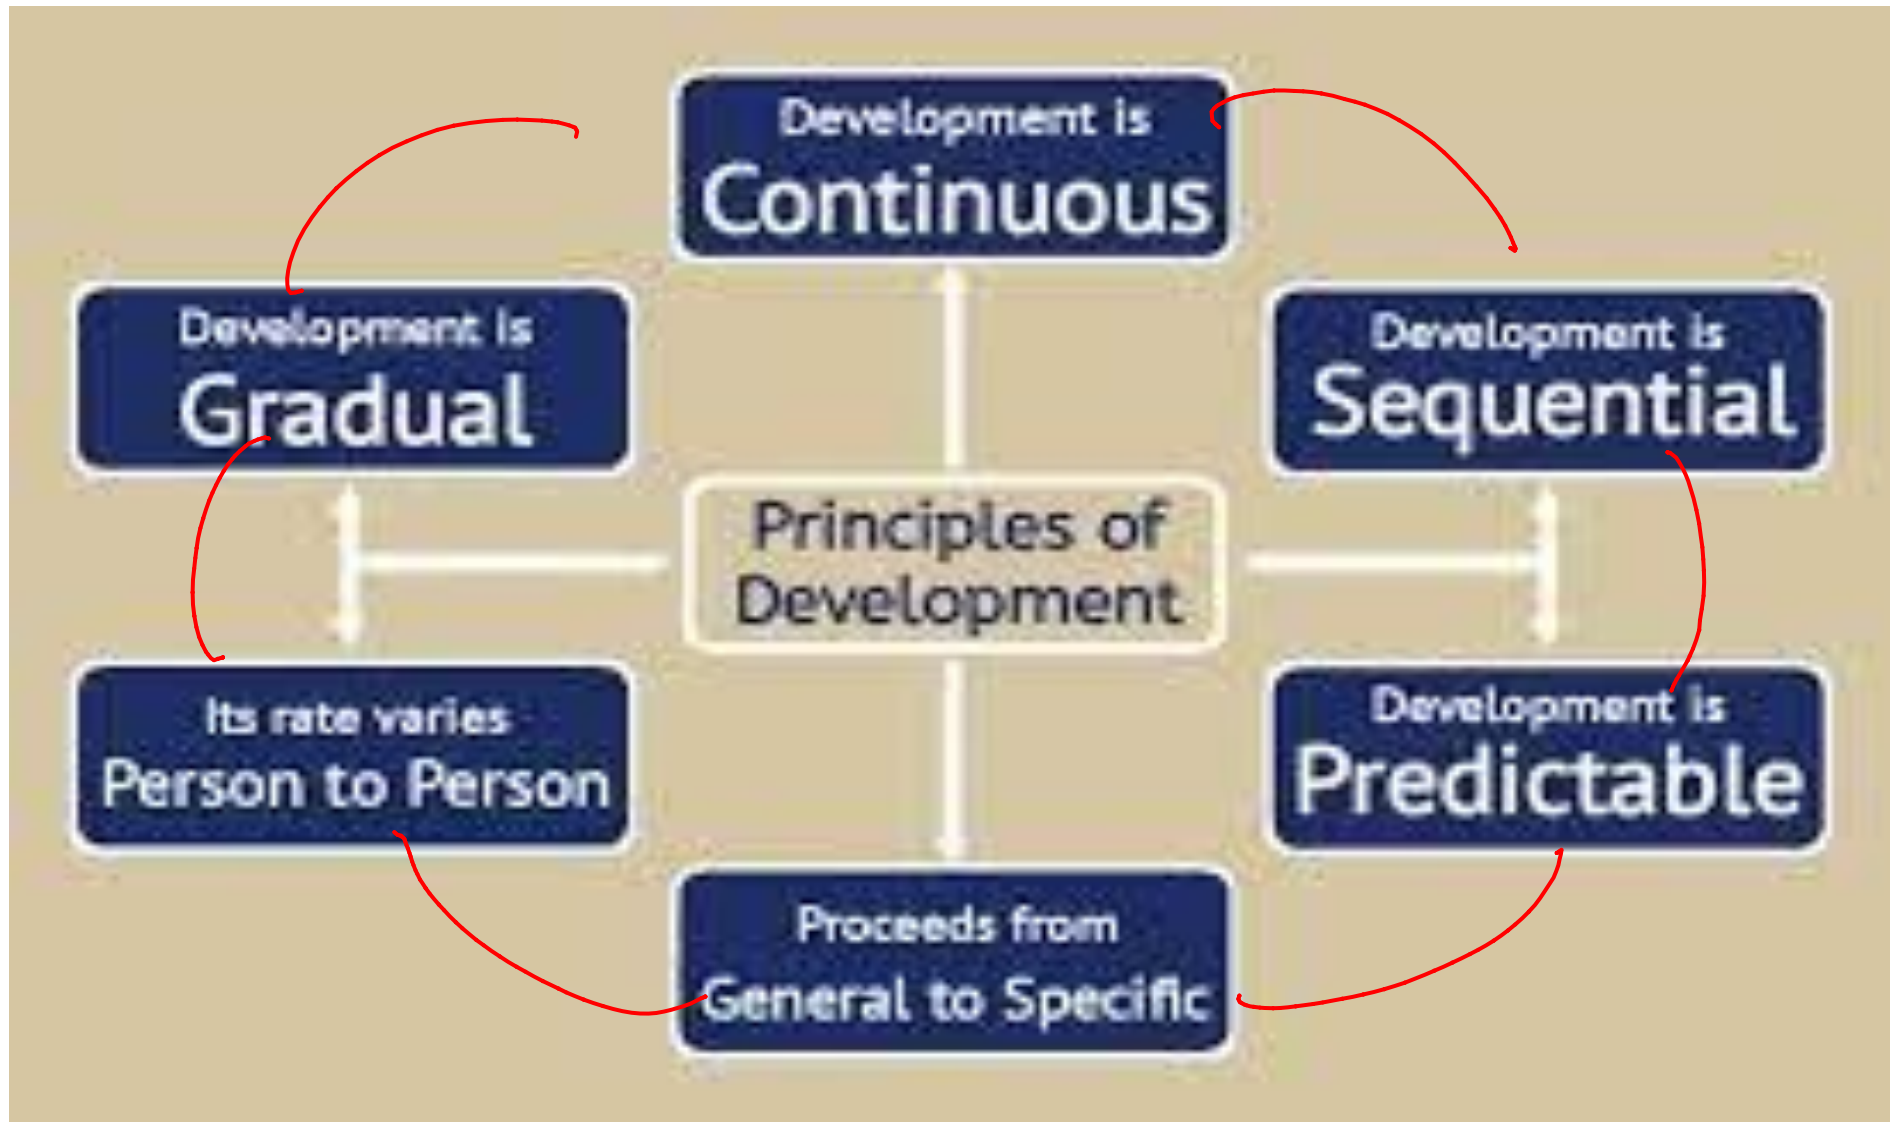 Development is
Continuous
Development is
Gradual
Development is
Sequential
Principles of
Development
Its rate varies
Person to Person
Development is
Predictable
Proceeds from
General to Specific